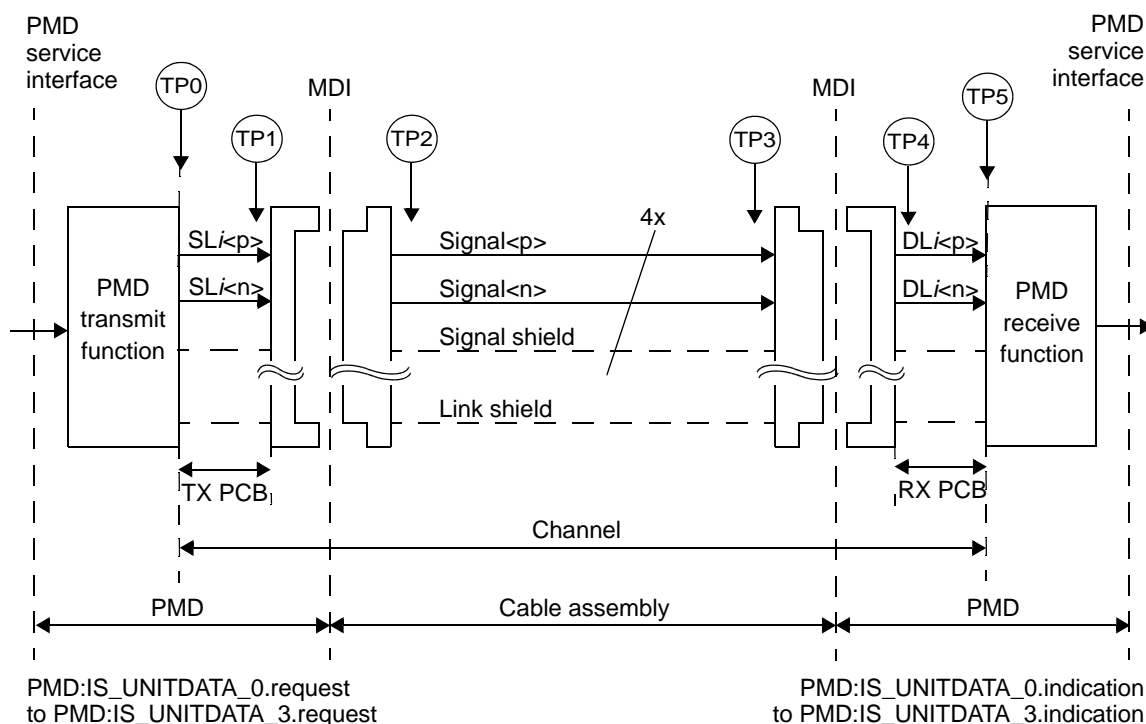 PMD
service
interface
PMD
service
interface
TP0
TP1
MDI
TP2
TP3
MDI
TP4
TP5
4x
SLi<p>
SLi<n>
PMD
transmit
function
Signal<p>
Signal<n>
Signal shield
Link shield
DLi<p>
DLi<n>
PMD
receive
function
TX PCB
RX PCB
Channel
PMD
Cable assembly
PMD
PMD:IS_UNITDATA_0.request
to PMD:IS_UNITDATA_3.request
PMD:IS_UNITDATA_0.indication
to PMD:IS_UNITDATA_3.indication